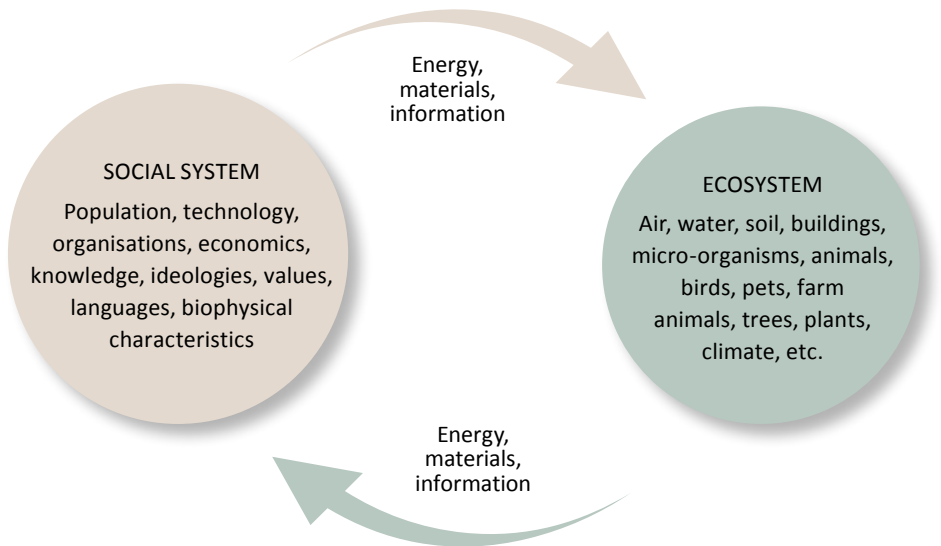 Energy,
materials,
information
SOCIAL SYSTEM
Population, technology,
organisations, economics,
knowledge, ideologies, values,
languages, biophysical
characteristics
ECOSYSTEM
Air, water, soil, buildings,
micro-organisms, animals,
birds, pets, farm
animals, trees, plants,
climate, etc.
Energy,
materials,
information